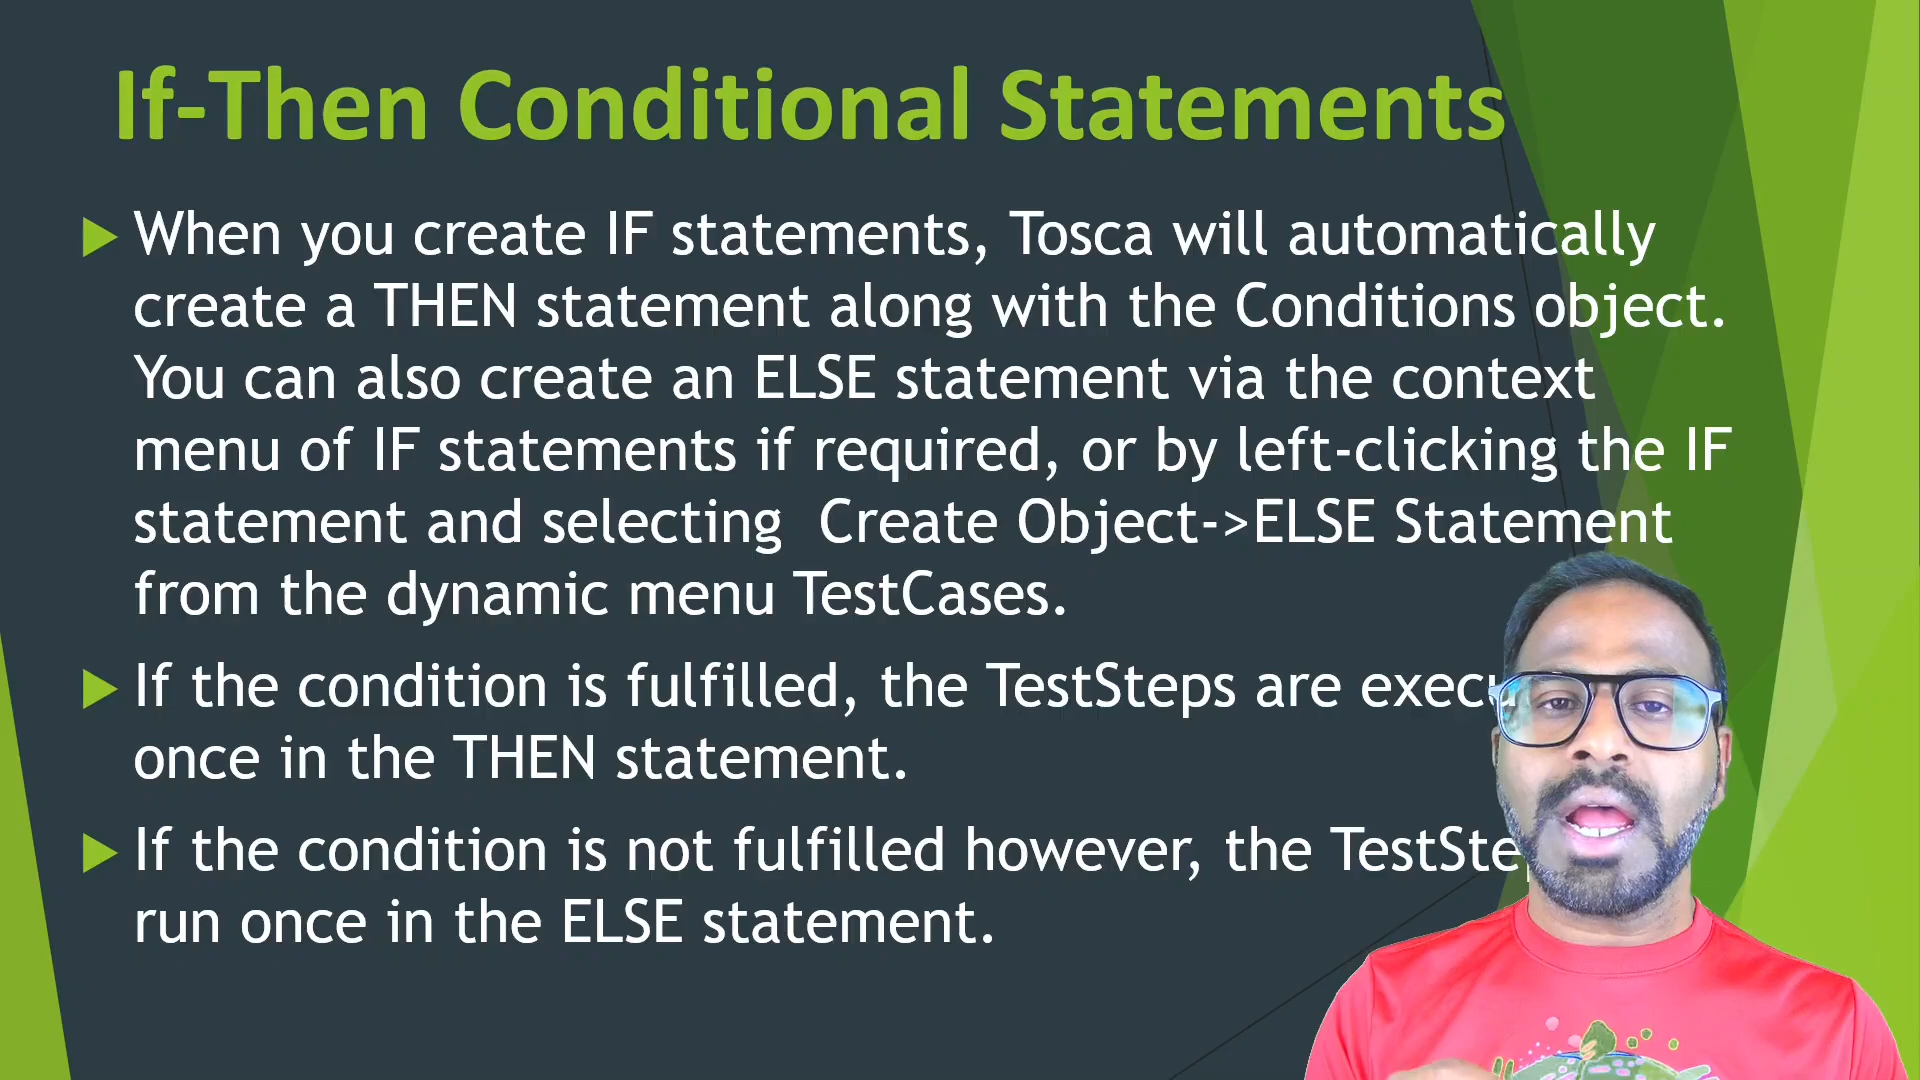 If-Then Conditional Statements
When you create IF statements, Tosca will automatically
create a THEN statement along with the Conditions object.
You can also create an ELSE statement via the context
menu of IF statements if required, or by left-clicking the IF
statement and selecting Create Object->ELSE Statement
from the dynamic menu TestCases.
If the condition is fulfilled, the TestSteps are
once in the THEN statement.
If the condition is not fulfilled however, the
run once in the ELSE statement.